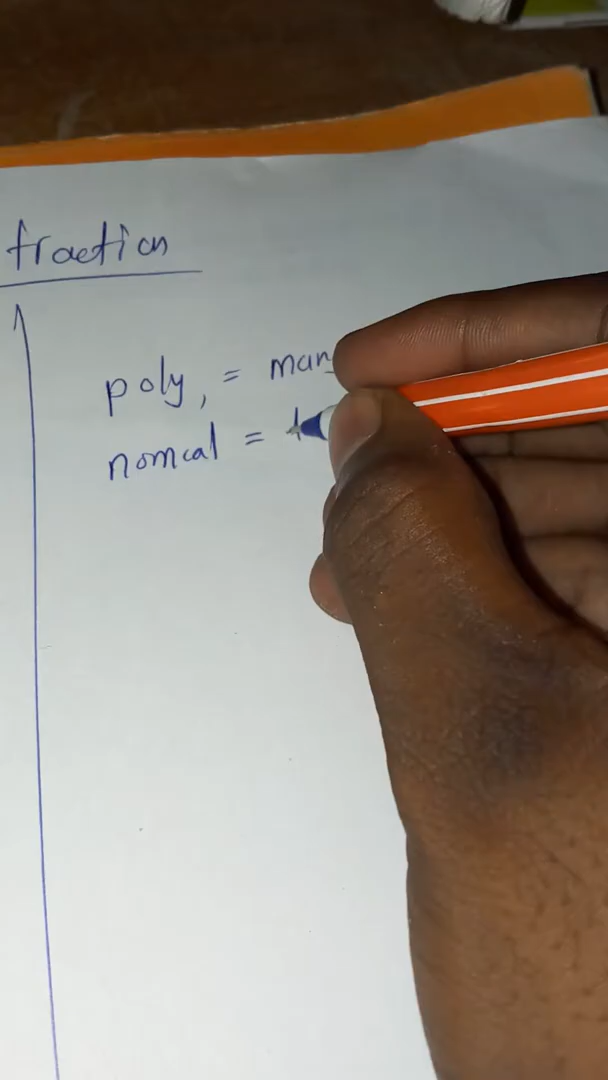 fraction
poly, = man
nomcal = t